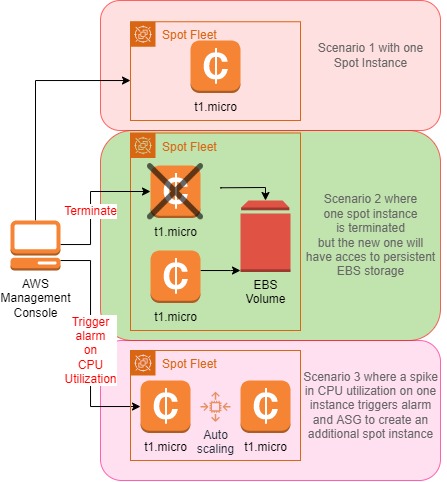 Spot Fleet
t1.micro
Scenario 1 with one
Spot Instance
Spot Fleet
Terminate
t1.micro
t1.micro
EBS
Volume
Scenario 2 where
one spot instance
is terminated
but the new one will
have acces to persistent
EBS storage
AWS
Management
Console
Trigger
alarm
on
CPU
Utilization
Spot Fleet
t1.micro
Auto
scaling
t1.micro
Scenario 3 where a spike
in CPU utilization on one
instance triggers alarm
and ASG to create an
additional spot instance